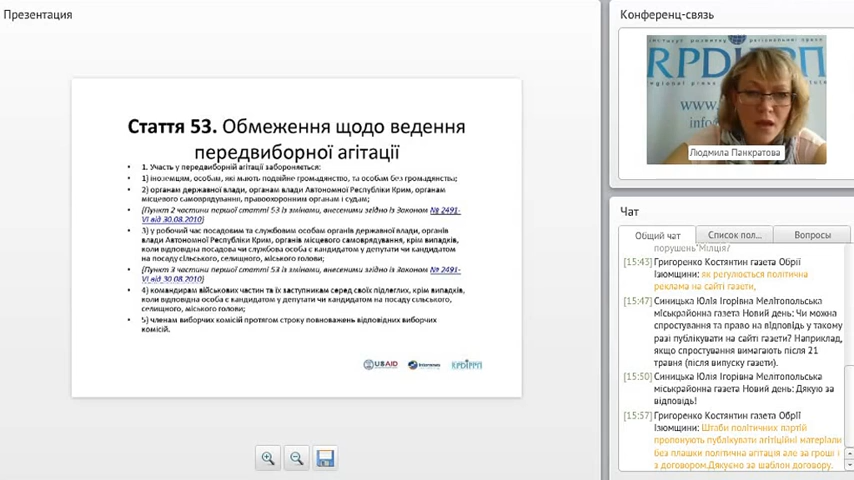 Презентация
Стаття 53. Обмеження щодо ведення
передвиборної агітації
1. Участь у передвиборній агітації забороняється:
1) іноземцям, особам, які мають подвійне громадянство, та особам без громадянства;
2) органам державної влади, органам влади Автономної Республіки Крим, органам
місцевого самоврядування, правоохоронним органам і судам;
(Пункт 2 частини першої статті 53 із змінами, внесеними згідно із Законом № 2491-
VI від 30.08.2010)
3) у робочий час посадовим та службовим особам органів державної влади, органів
влади Автономної Республіки Крим, органів місцевого самоврядування, крім випадків,
коли відповідна посадова чи службова особа є кандидатом у депутати чи кандидатом
на посаду сільського, селищного, міського голови;
(Пункт 3 частини першої статті 53 із змінами, внесеними згідно із Законом № 2491-
VI від 30.08.2010)
4) командирам військових частин та їх заступникам серед своїх підлеглих, крім випадків,
коли відповідна особа є кандидатом у депутати чи кандидатом на посаду сільського,
селищного, міського голови;
5) членам виборчих комісій протягом строку повноважень відповідних виборчих
комісій.
USAID
Internews
Конференц-связь
RPDI
www.
info
Людмила Панкратова
Чат
Общий чат
Список пол...
Вопросы
порушень"Міліція?
[15:43] Григоренко Костянтин газета Обрії
Ізюмщини: як регулюється політична
реклама на сайті газети,
[15:47] Синицька Юлія Ігорівна Мелітопольська
міськрайонна газета Новий день: Чи можна
спростування та право на відповідь у такому
разі публікувати на сайті газети? Наприклад,
якщо спростування вимагають після 21
травня (після випуску газети).
[15:50] Синицька Юлія Ігорівна Мелітопольська
міськрайонна газета Новий день: Дякую за
відповідь!
[15:57] Григоренко Костянтин газета Обрії
Ізюмщини: Штаби політичних партій
пропонують публікувати агітіційні матеріали
без плашки політична агітація але за гроші і
з договором.Дякуємо за шаблон договору.